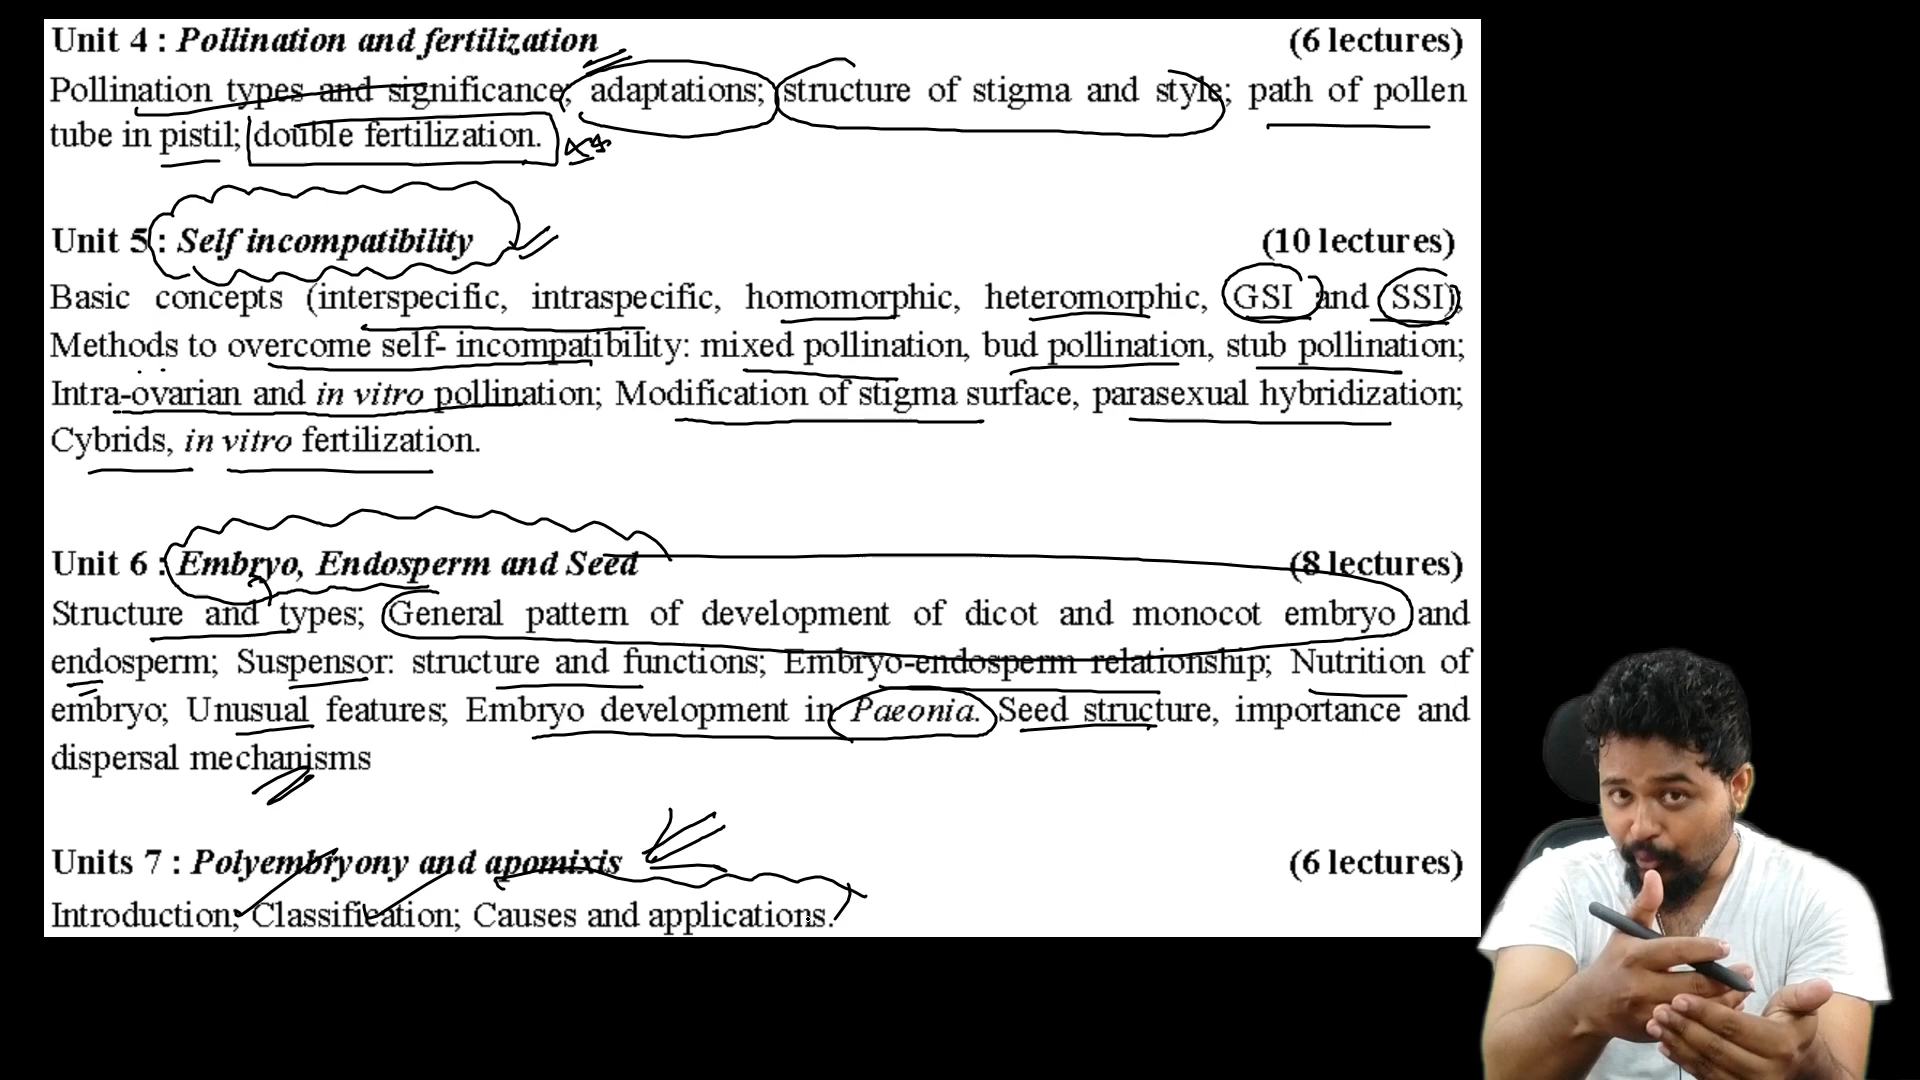 Unit 4 : Pollination and fertilization (6 lectures)
Pollination types and significance; adaptations; structure of stigma and style; path of pollen
tube in pistil; double fertilization.
Unit 5 : Self incompatibility (10 lectures)
Basic concepts (interspecific, intraspecific, homomorphic, heteromorphic, GSI and SSI),
Methods to overcome self- incompatibility: mixed pollination, bud pollination, stub pollination;
Intra-ovarian and in vitro pollination; Modification of stigma surface, parasexual hybridization;
Cybrids, in vitro fertilization.
Unit 6 : Embryo, Endosperm and Seed (8 lectures)
Structure and types; General pattern of development of dicot and monocot embryo and
endosperm; Suspensor: structure and functions; Embryo-endosperm relationship; Nutrition of
embryo; Unusual features; Embryo development in Paeonia. Seed structure, importance and
dispersal mechanisms
Units 7 : Polyembryony and apomixis (6 lectures)
Introduction; Classification; Causes and applications.